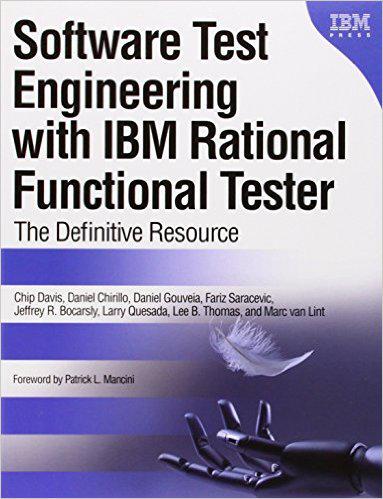 IBM
PRESS
Software Test
Engineering
with IBM Rational
Functional Tester
The Definitive Resource
Chip Davis, Daniel Chirillo, Daniel Gouveia, Fariz Saracevic,
Jeffrey R. Bocarsly, Larry Quesada, Lee B. Thomas, and Marc van Lint
Foreword by Patrick L. Mancini